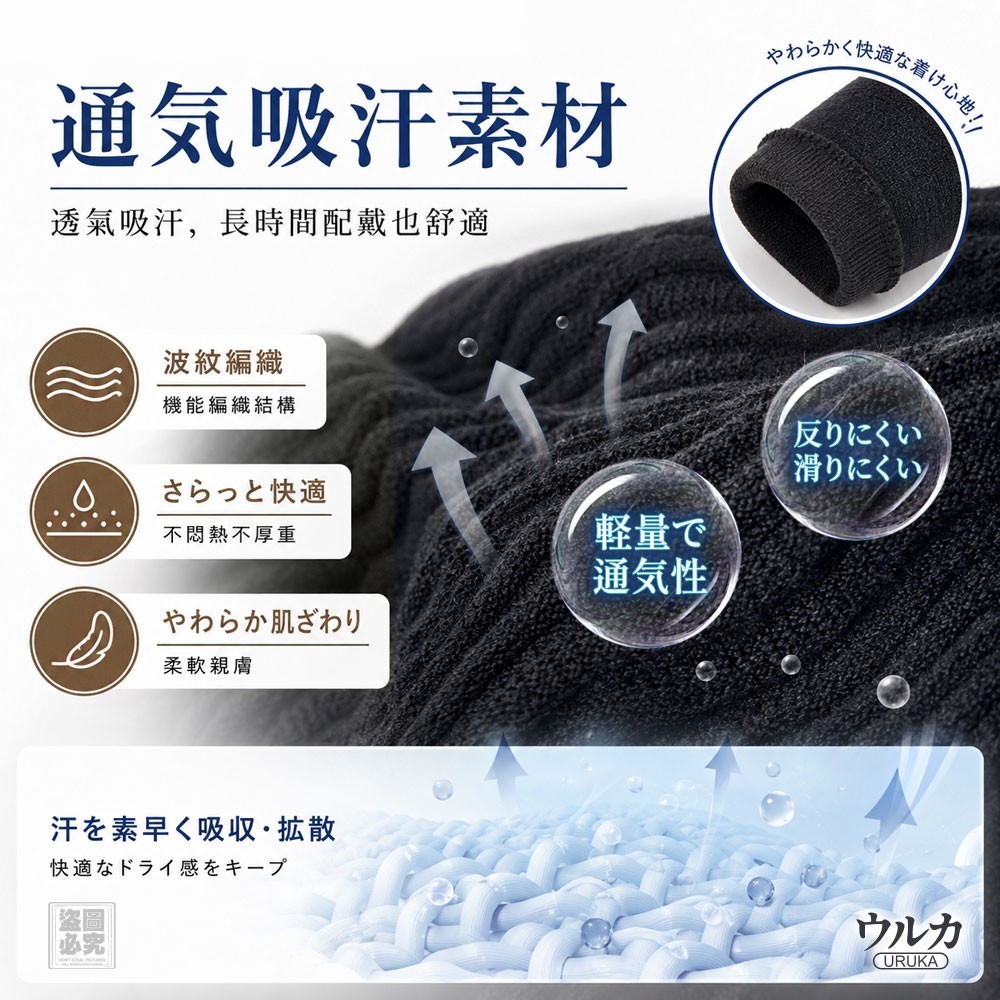 通気吸汗素材
透氣吸汗，長時間配戴也舒適
やわらかく快適な着け心地!!
波紋編織
機能編織結構
さらっと快適
不悶熱不厚重
やわらか肌ざわり
柔軟親膚
反りにくい
滑りにくい
軽量で
通気性
汗を素早く吸収・拡散
快適なドライ感をキープ
盜圖
必究
ウルカ
URUKA